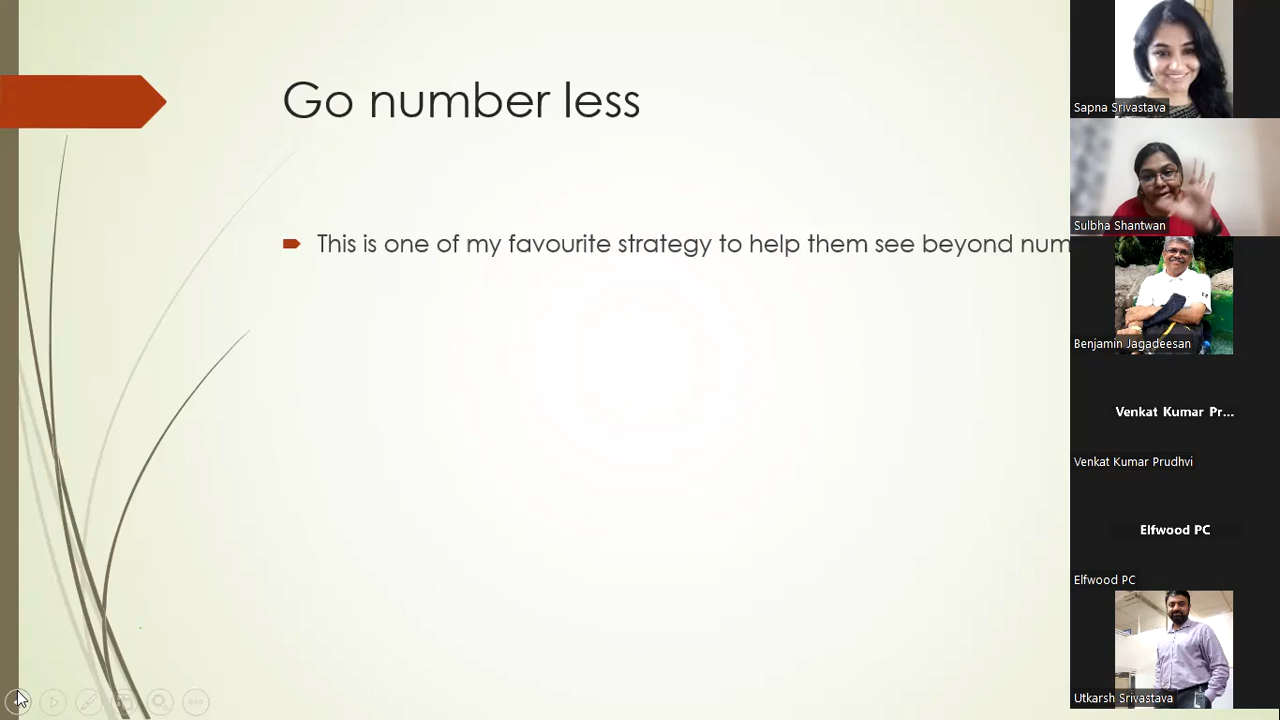 Go number less
This is one of my favourite strategy to help them see beyond num
Sapna Srivastava
Sulbha Shantwan
Benjamin Jagadeesan
Venkat Kumar Pr...
Venkat Kumar Prudhvi
Elfwood PC
Elfwood PC
Utkarsh Srivastava